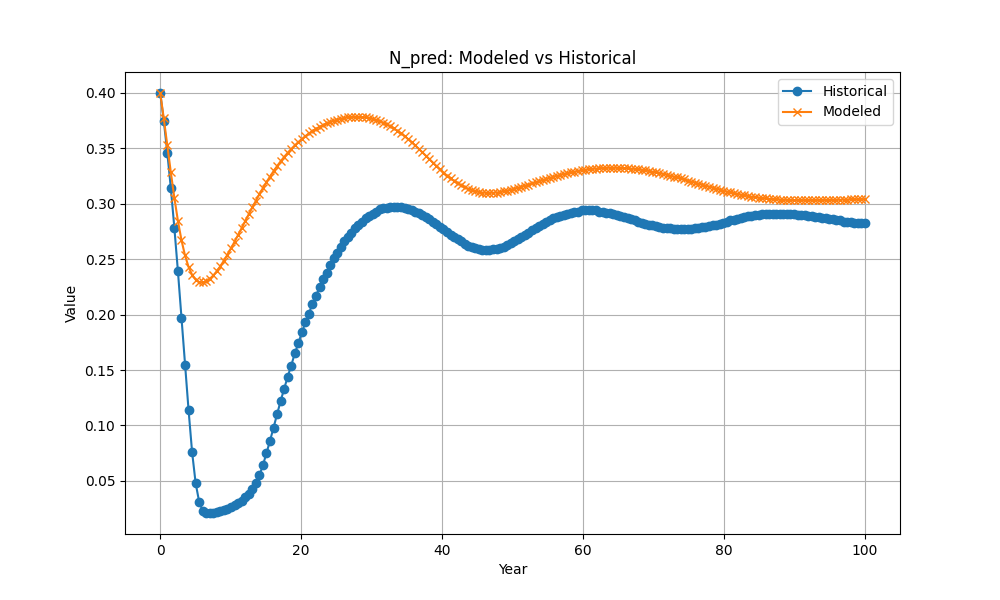 N_pred: Modeled vs Historical
Historical
Modeled
Value
0.40
0.35
0.30
0.25
0.20
0.15
0.10
0.05
0 20 40 60 80 100
Year